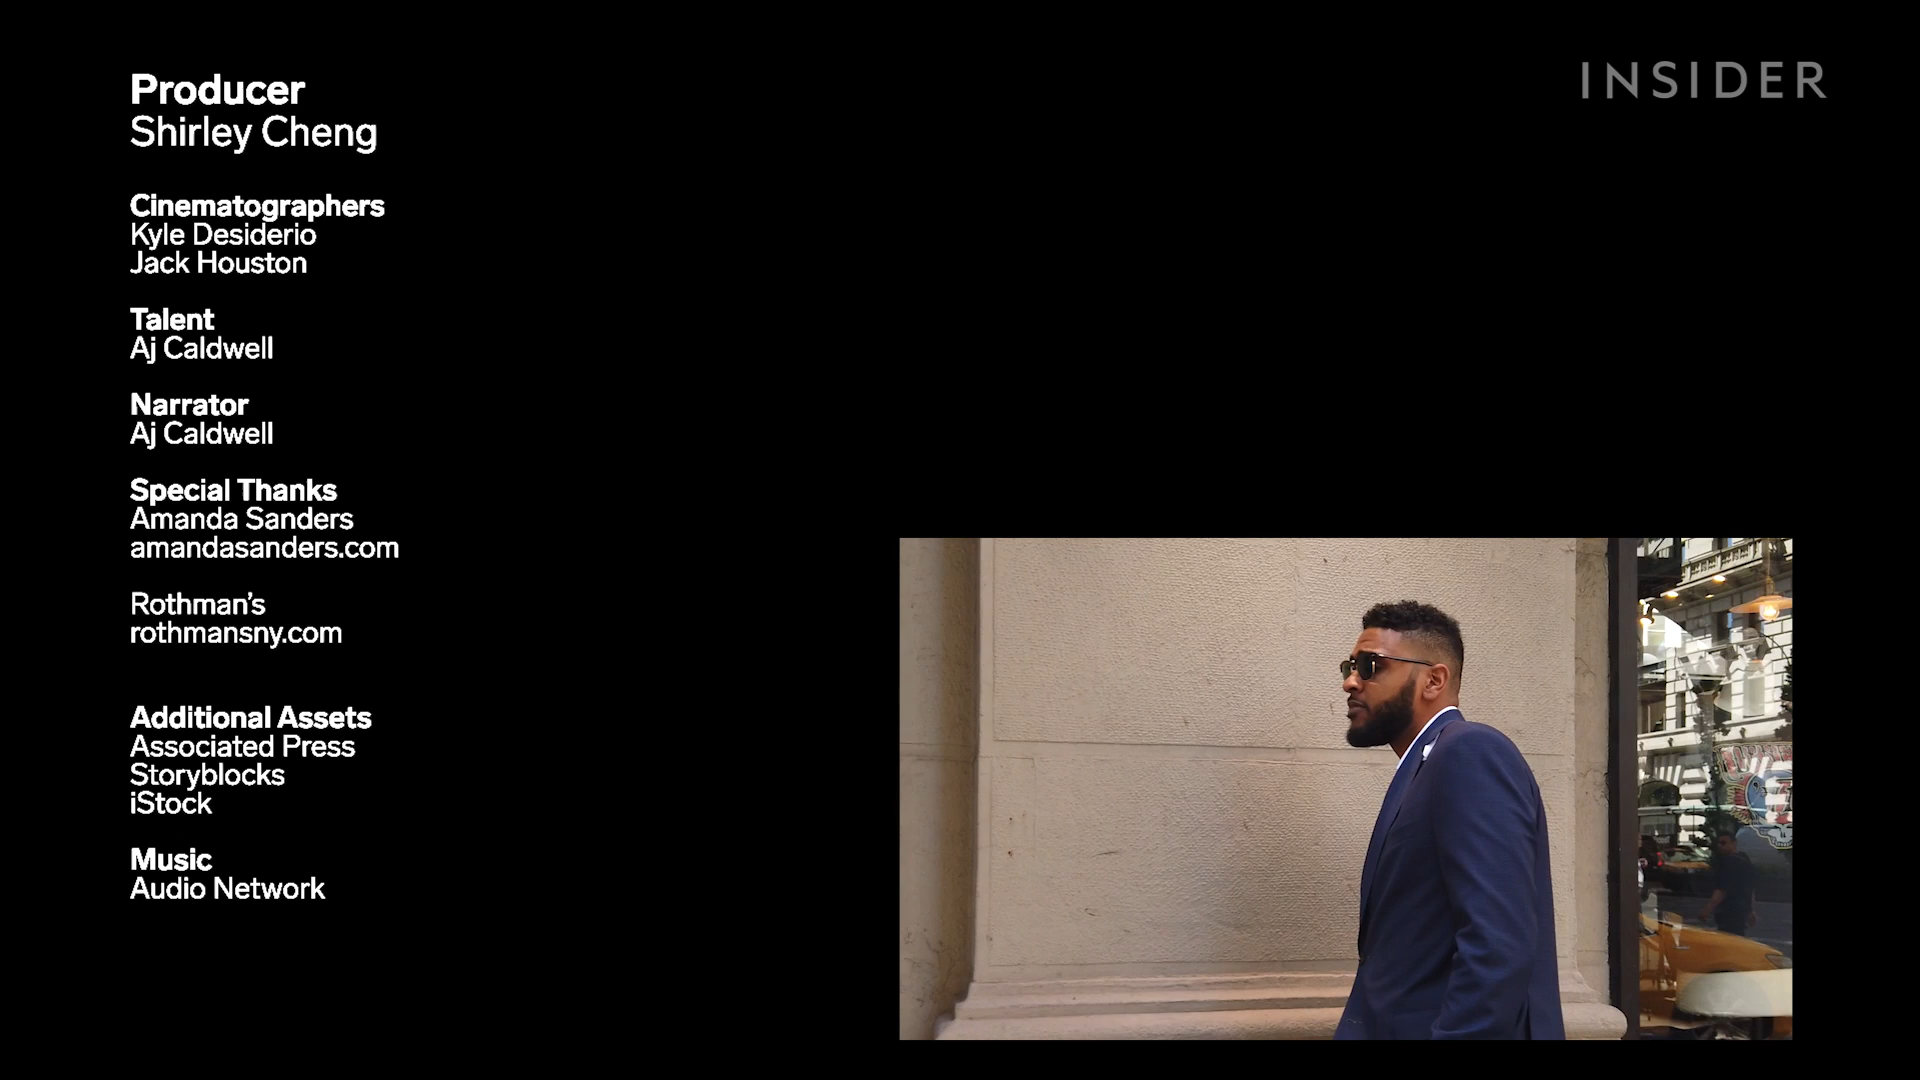 INSIDER
Producer
Shirley Cheng
Cinematographers
Kyle Desiderio
Jack Houston
Talent
Aj Caldwell
Narrator
Aj Caldwell
Special Thanks
Amanda Sanders
amandasanders.com
Rothman’s
rothmansny.com
Additional Assets
Associated Press
Storyblocks
iStock
Music
Audio Network